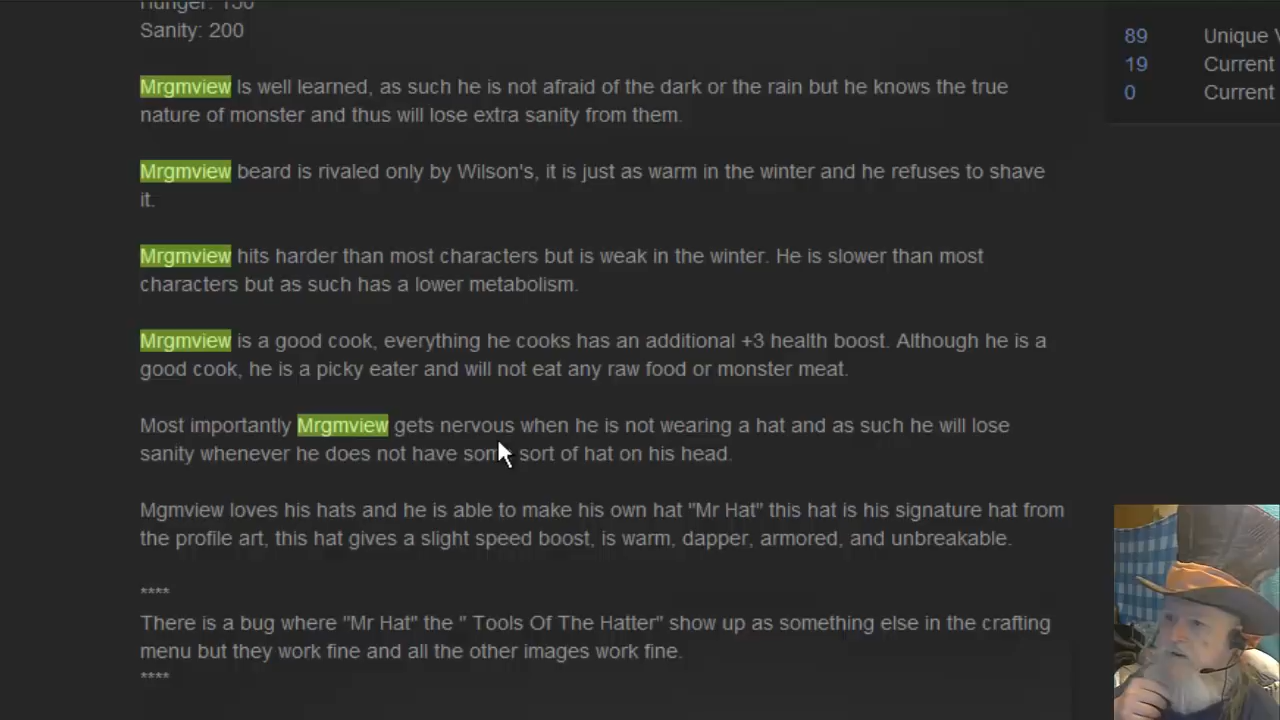 Hunger: 150
Sanity: 200
89 Unique
19 Current
0 Current
Mrgmview Is well learned, as such he is not afraid of the dark or the rain but he knows the true
nature of monster and thus will lose extra sanity from them.
Mrgmview beard is rivaled only by Wilson's, it is just as warm in the winter and he refuses to shave
it.
Mrgmview hits harder than most characters but is weak in the winter. He is slower than most
characters but as such has a lower metabolism.
Mrgmview is a good cook, everything he cooks has an additional +3 health boost. Although he is a
good cook, he is a picky eater and will not eat any raw food or monster meat.
Most importantly Mrgmview gets nervous when he is not wearing a hat and as such he will lose
sanity whenever he does not have some sort of hat on his head.
Mgmview loves his hats and he is able to make his own hat "Mr Hat" this hat is his signature hat from
the profile art, this hat gives a slight speed boost, is warm, dapper, armored, and unbreakable.
****
There is a bug where "Mr Hat" the " Tools Of The Hatter" show up as something else in the crafting
menu but they work fine and all the other images work fine.
****